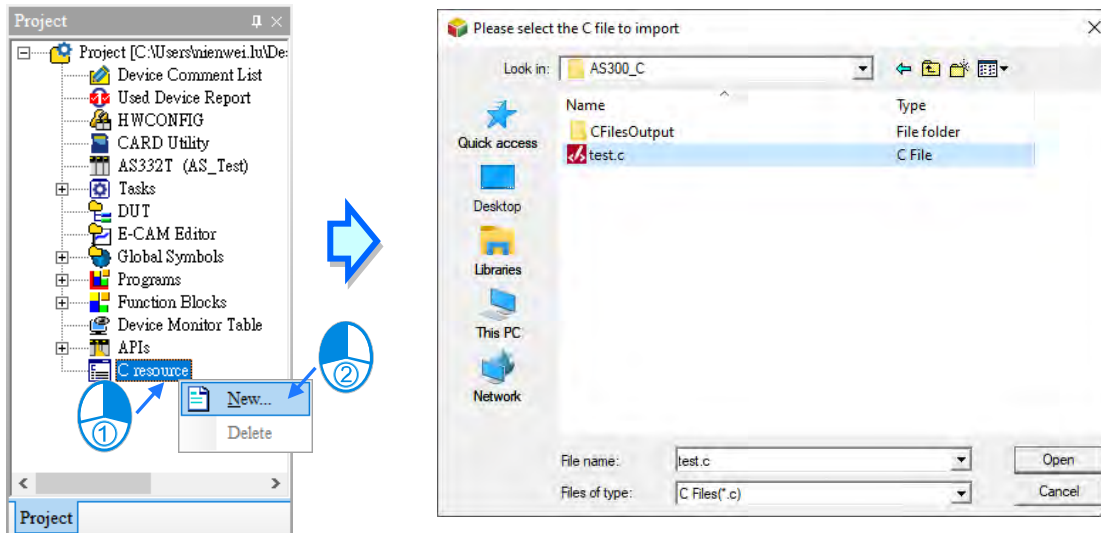 Project
Project [C:\Users\nienwei.lu\De:
Device Comment List
Used Device Report
HWCONFIG
CARD Utility
AS332T (AS_Test)
Tasks
DUT
E-CAM Editor
Global Symbols
Programs
Function Blocks
Device Monitor Table
APIs
C resource
New...
Delete
①
②
Project
Please select the C file to import
Look in:
AS300_C
Name
Type
CFilesOutput
File folder
test.c
C File
Quick access
Desktop
Libraries
This PC
Network
File name:
test.c
Open
Files of type:
C Files(*.c)
Cancel